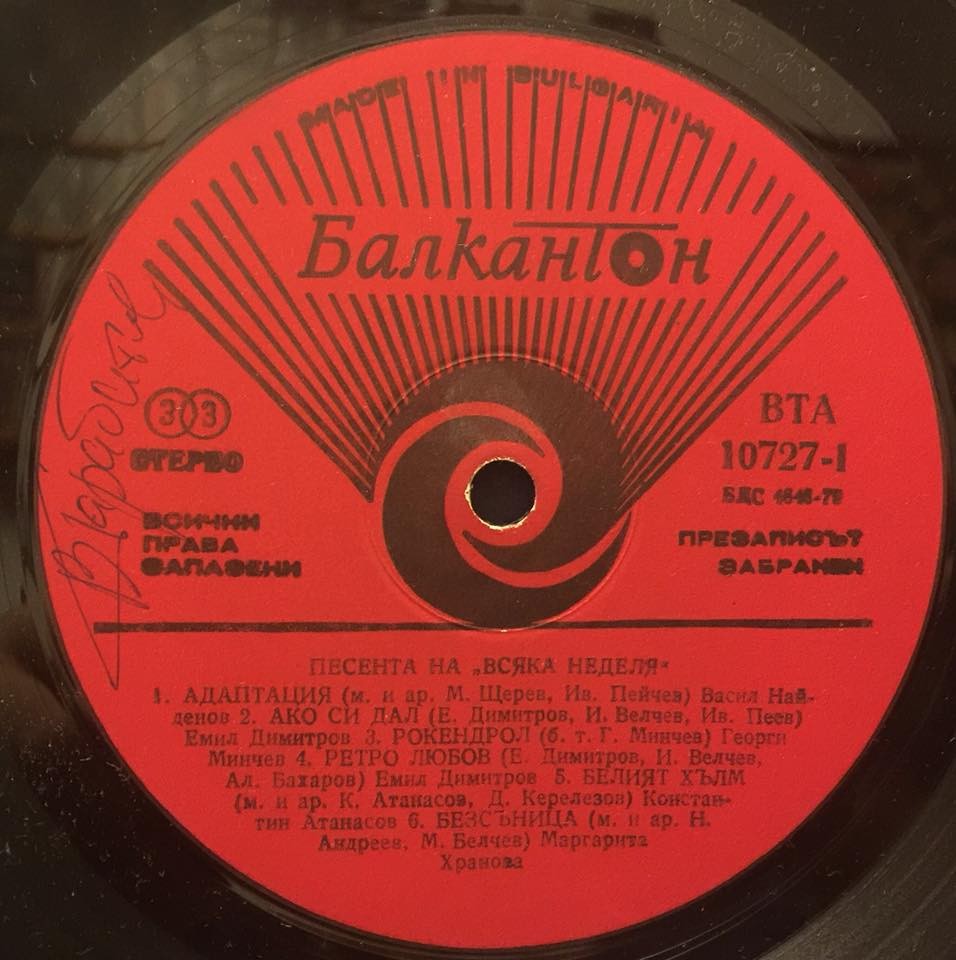 MADE IN BULGARIA
Балкантон
33
СТЕРЕО
ВСИЧКИ
ПРАВА
ЗАПАЗЕНИ
ВТА
10727-1
БДС 4646-79
ПРЕЗАПИСЪТ
ЗАБРАНЕН
ПЕСЕНТА НА „ВСЯКА НЕДЕЛЯ“
1. АДАПТАЦИЯ (м. и ар. М. Щерев, Ив. Пейчев) Васил Най-
денов 2. АКО СИ ДАЛ (Е. Димитров, И. Велчев, Ив. Пеев)
Емил Димитров 3. РОКЕНДРОЛ (б. т. Г. Минчев) Георги
Минчев 4. РЕТРО ЛЮБОВ (Е. Димитров, И. Велчев,
Ал. Бахаров) Емил Димитров 5. БЕЛИЯТ ХЪЛМ
(м. и ар. К. Атанасов, Д. Керелезов) Констан-
тин Атанасов 6. БЕЗСЪНИЦА (м. и ар. Н.
Андреев, М. Белчев) Маргарита
Хранова